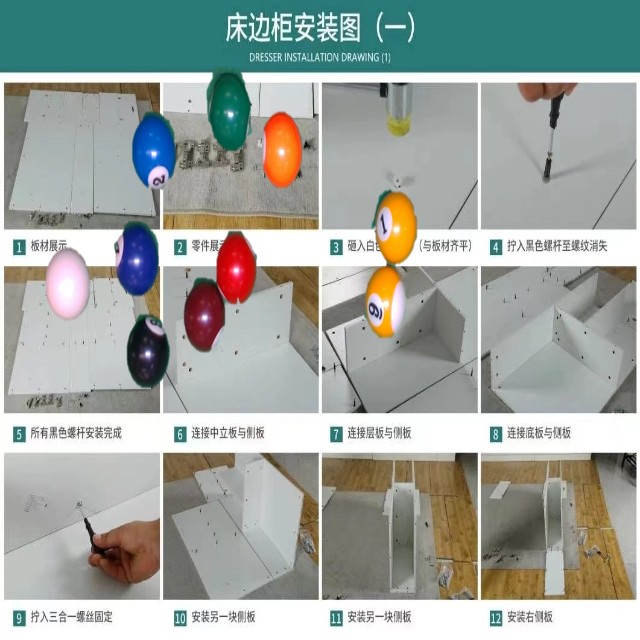 床边柜安装图（一）
DRESSER INSTALLATION DRAWING (1)
1 板材展示
2 零件展
3 砸入白 （与板材齐平）
4 拧入黑色螺杆至螺纹消失
2
1
5 所有黑色螺杆安装完成
6 连接中立板与侧板
7 连接层板与侧板
8 连接底板与侧板
9 拧入三合一螺丝固定
10 安装另一块侧板
11 安装另一块侧板
12 安装右侧板